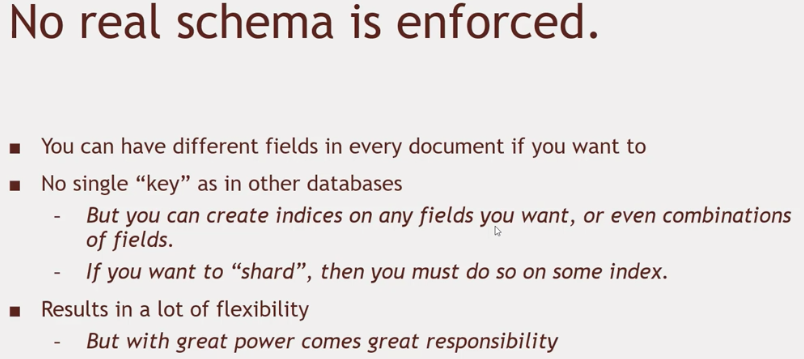 No real schema is enforced.
■ You can have different fields in every document if you want to
■ No single “key” as in other databases
- But you can create indices on any fields you want, or even combinations
of fields.
- If you want to “shard”, then you must do so on some index.
■ Results in a lot of flexibility
- But with great power comes great responsibility